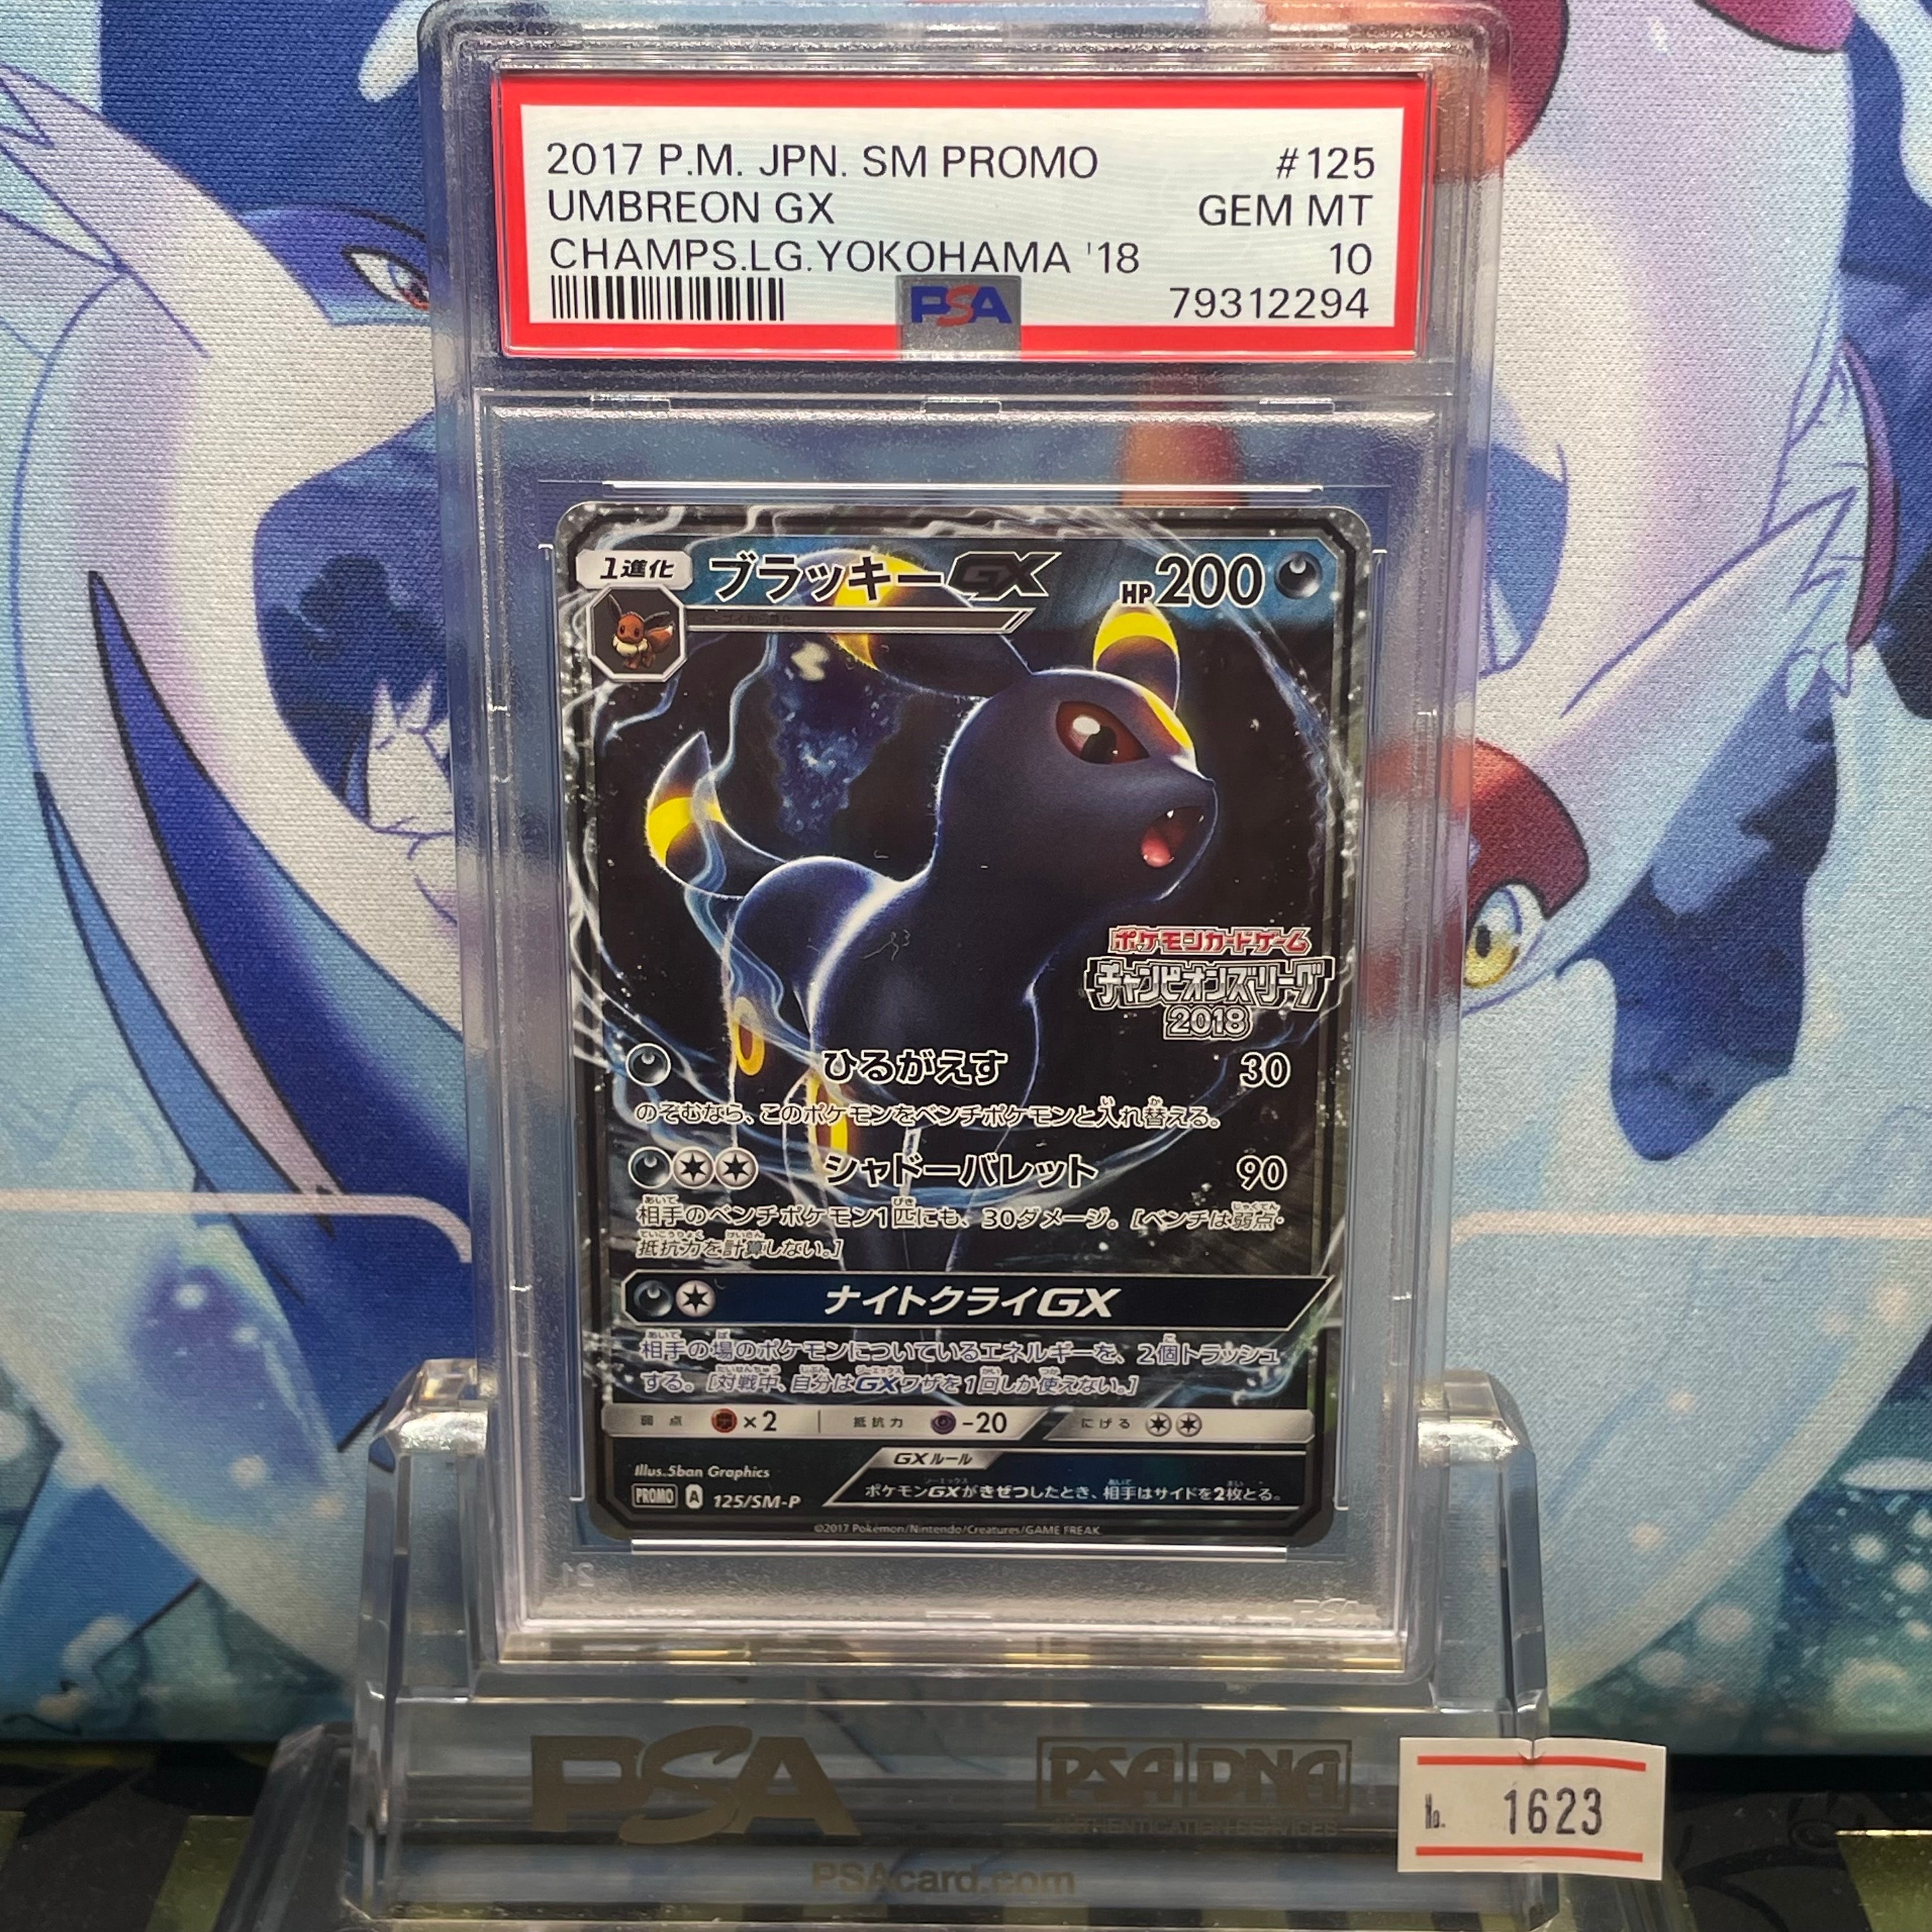 2017 P.M. JPN. SM PROMO #125
UMBREON GX GEM MT
CHAMPS.LG.YOKOHAMA '18 10
PSA 79312294
1進化 ブラッキーGX HP200
ポケモンカードゲーム
チャンピオンズリーグ
2018
ひるがえす 30
のぞむなら、このポケモンをベンチポケモンと入れ替える。
シャドーバレット 90
相手のベンチポケモン1匹にも、30ダメージ。[ベンチは弱点・
抵抗力を計算しない。]
ナイトクライGX
相手の場のポケモンについているエネルギーを、2個トラッシュ
する。[対戦中、自分はGXワザを1回しか使えない。]
弱点 ×2 抵抗力 -20 にげる
GXルール
Illus.5ban Graphics
ポケモンGXがきぜつしたとき、相手はサイドを2枚とる。
PROMO A 125/SM-P
©2017 Pokémon/Nintendo/Creatures/GAME FREAK
PSA PSA DNA
AUTHENTICATION SERVICES
PSAcard.com
No. 1623